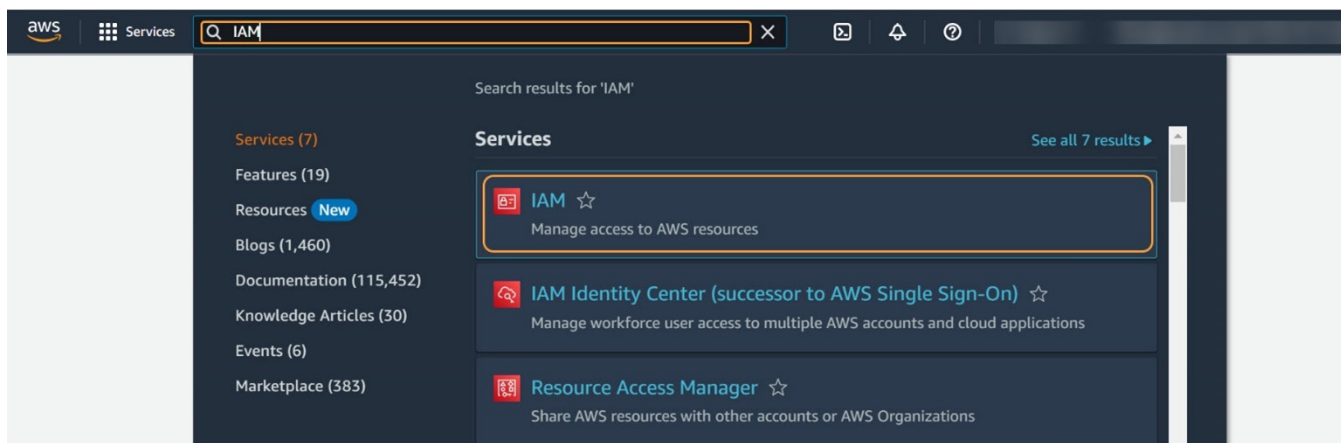 aws
Services
IAM
Search results for 'IAM'
Services (7)
Features (19)
Resources New
Blogs (1,460)
Documentation (115,452)
Knowledge Articles (30)
Events (6)
Marketplace (383)
Services
See all 7 results
IAM
Manage access to AWS resources
IAM Identity Center (successor to AWS Single Sign-On)
Manage workforce user access to multiple AWS accounts and cloud applications
Resource Access Manager
Share AWS resources with other accounts or AWS Organizations